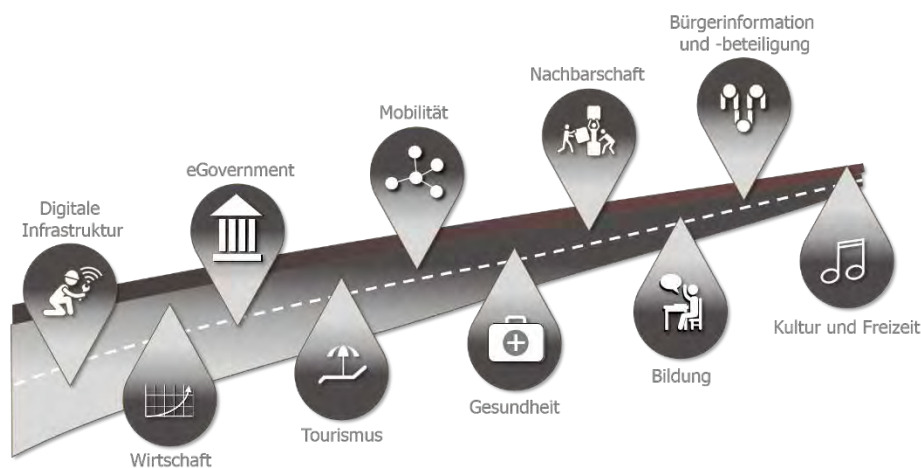 Bürgerinformation
und -beteiligung
Nachbarschaft
Mobilität
eGovernment
Digitale
Infrastruktur
Kultur und Freizeit
Bildung
Gesundheit
Tourismus
Wirtschaft